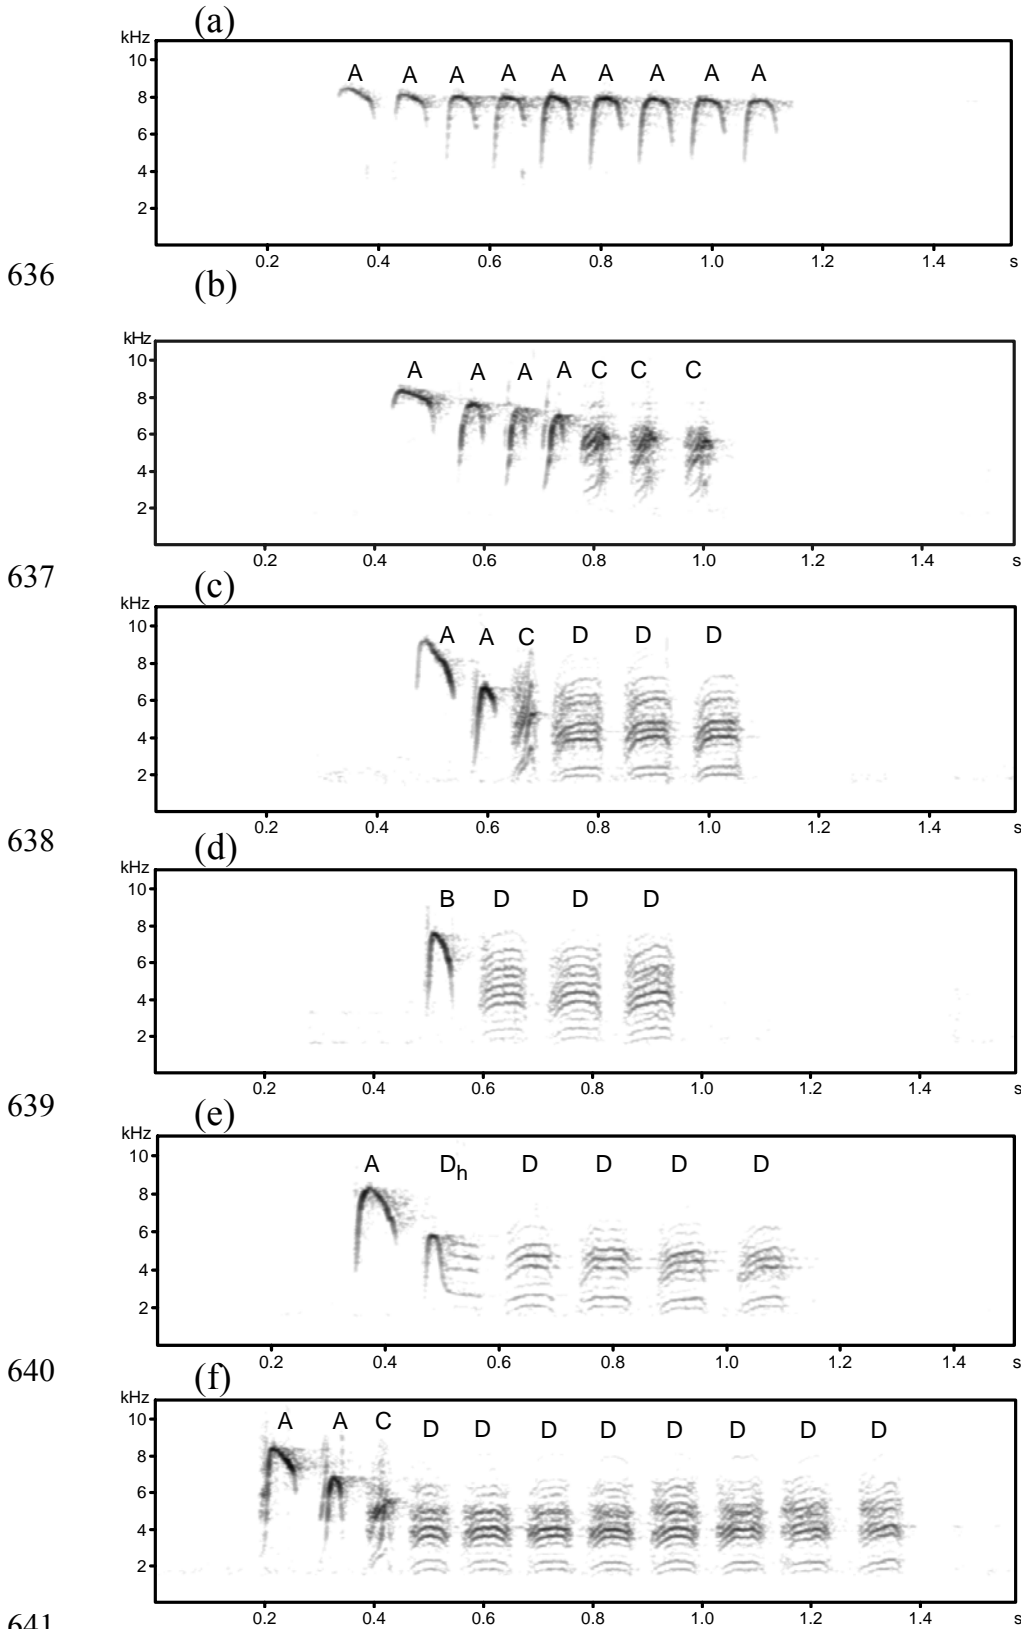 (a)
kHz
10
8
6
4
2
A A A A A A A A A
0.2 0.4 0.6 0.8 1.0 1.2 1.4 s
636
(b)
kHz
10
8
6
4
2
A A A A C C C
0.2 0.4 0.6 0.8 1.0 1.2 1.4 s
637
(c)
kHz
10
8
6
4
2
A A C D D D
0.2 0.4 0.6 0.8 1.0 1.2 1.4 s
638
(d)
kHz
10
8
6
4
2
B D D D
0.2 0.4 0.6 0.8 1.0 1.2 1.4 s
639
(e)
kHz
10
8
6
4
2
A Dh D D D D
0.2 0.4 0.6 0.8 1.0 1.2 1.4 s
640
(f)
kHz
10
8
6
4
2
A A C D D D D D D D D
0.2 0.4 0.6 0.8 1.0 1.2 1.4 s
641